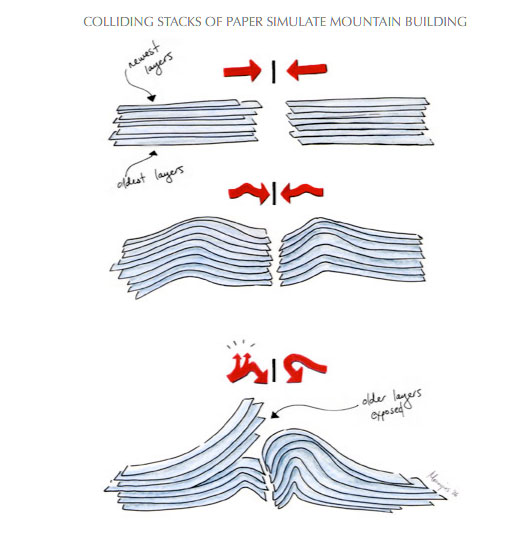 COLLIDING STACKS OF PAPER SIMULATE MOUNTAIN BUILDING
newest
layers
oldest layers
older layers
exposed